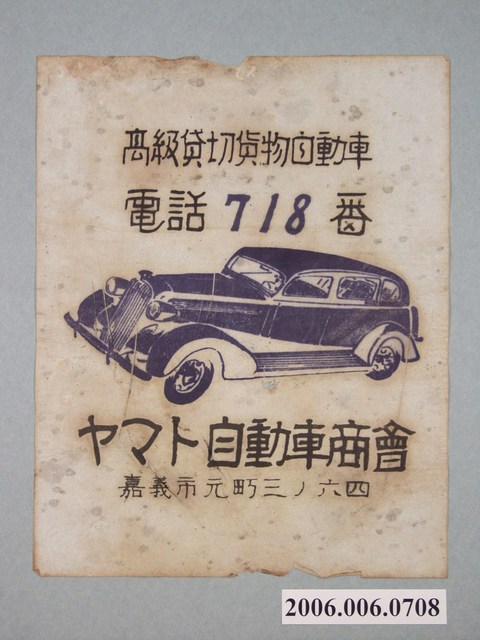 高級貸切貨物自動車
電話 718 番
ヤマト自動車商會
嘉義市元町三ノ六四
2006.006.0708